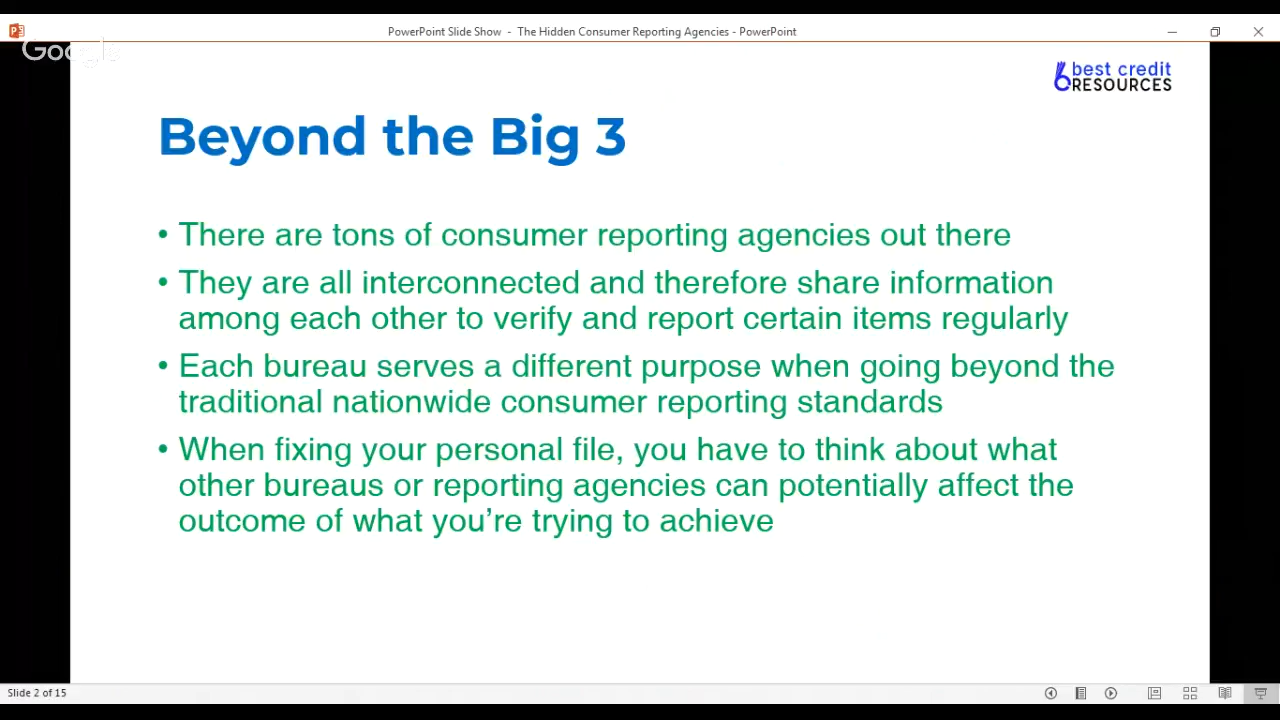 PowerPoint Slide Show - The Hidden Consumer Reporting Agencies - PowerPoint
Google
best credit
RESOURCES
Beyond the Big 3
• There are tons of consumer reporting agencies out there
• They are all interconnected and therefore share information
among each other to verify and report certain items regularly
• Each bureau serves a different purpose when going beyond the
traditional nationwide consumer reporting standards
• When fixing your personal file, you have to think about what
other bureaus or reporting agencies can potentially affect the
outcome of what you’re trying to achieve
Slide 2 of 15